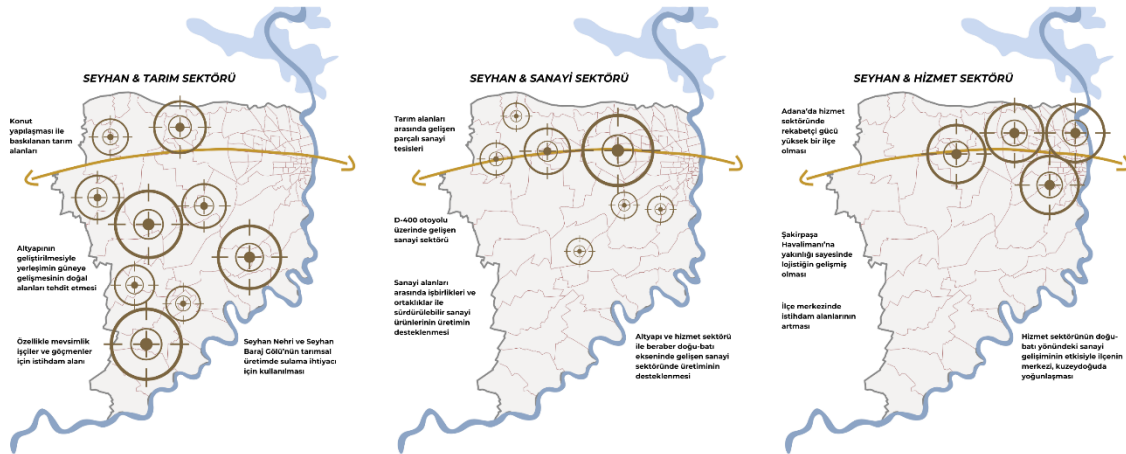 SEYHAN & TARIM SEKTÖRÜ
Konut
yapılaşması ile
baskılanan tarım
alanları
Altyapının
geliştirilmesiyle
yerleşimin güneye
gelişmesinin doğal
alanları tehdit etmesi
Özellikle mevsimlik
işçiler ve göçmenler
için istihdam alanı
Seyhan Nehri ve Seyhan
Baraj Gölü'nün tarımsal
üretimde sulama ihtiyacı
için kullanılması
SEYHAN & SANAYİ SEKTÖRÜ
Tarım alanları
arasında gelişen
parçalı sanayi
tesisleri
D-400 otoyolu
üzerinde gelişen
sanayi sektörü
Sanayi alanları
arasında işbirlikleri ve
ortaklıklar ile
sürdürülebilir sanayi
ürünlerinin üretimin
desteklenmesi
Altyapı ve hizmet sektörü
ile beraber doğu-batı
ekseninde gelişen sanayi
sektöründe üretiminin
desteklenmesi
SEYHAN & HİZMET SEKTÖRÜ
Adana'da hizmet
sektöründe
rekabetçi gücü
yüksek bir ilçe
olması
Şakirpaşa
Havalimanı'na
yakınlığı sayesinde
lojistiğin gelişmiş
olması
İlçe merkezinde
istihdam alanlarının
artması
Hizmet sektörünün doğu-
batı yönündeki sanayi
gelişiminin etkisiyle ilçenin
merkezi, kuzeydoğuda
yoğunlaşması